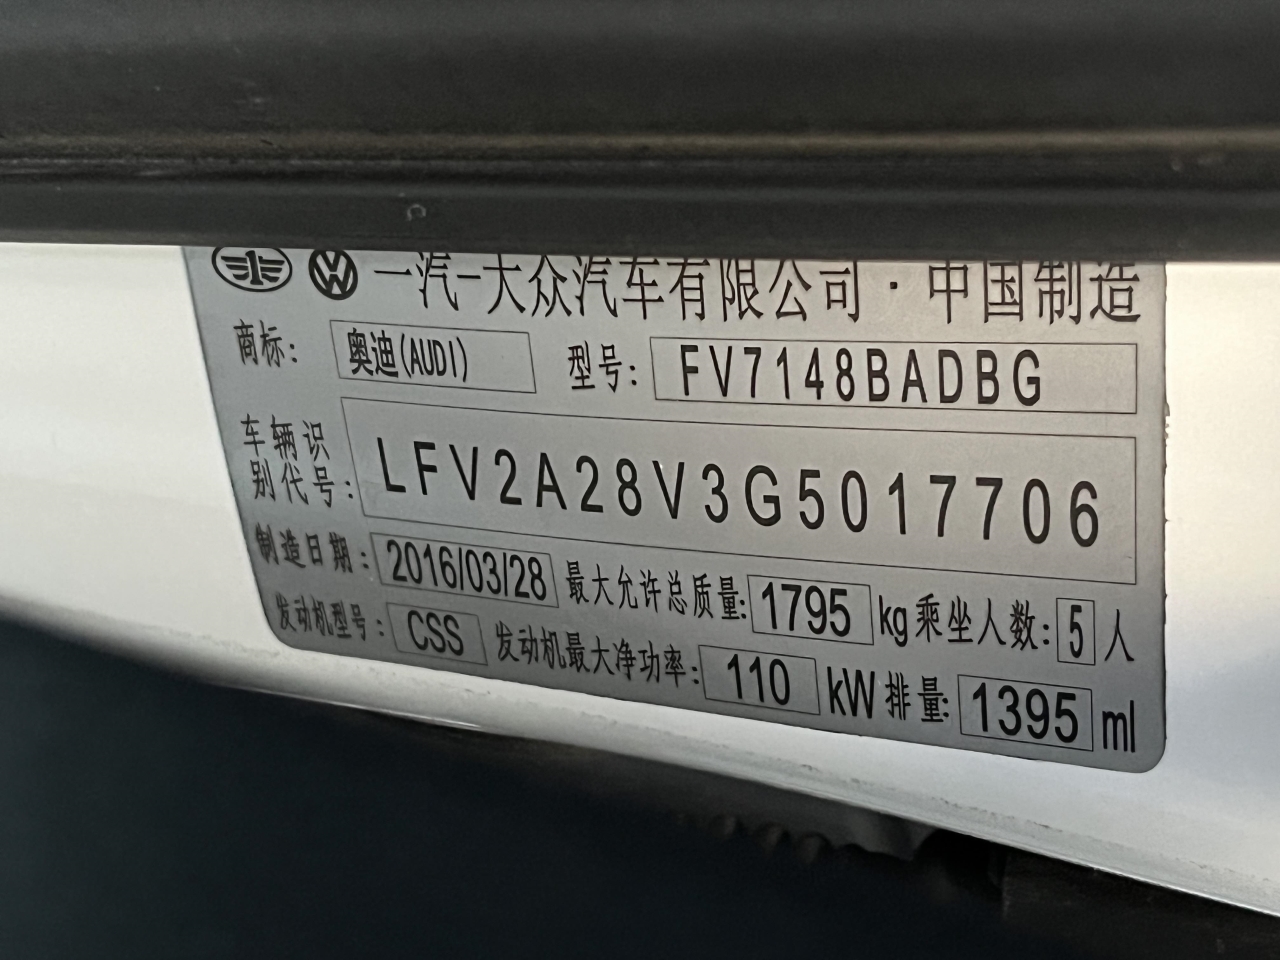 一汽-大众汽车有限公司·中国制造
商标: 奥迪(AUDI) 型号: FV7148BADBG
车辆识别代号: LFV2A28V3G5017706
制造日期: 2016/03/28 最大允许总质量: 1795 kg 乘坐人数: 5 人
发动机型号: CSS 发动机最大净功率: 110 kW 排量: 1395 ml